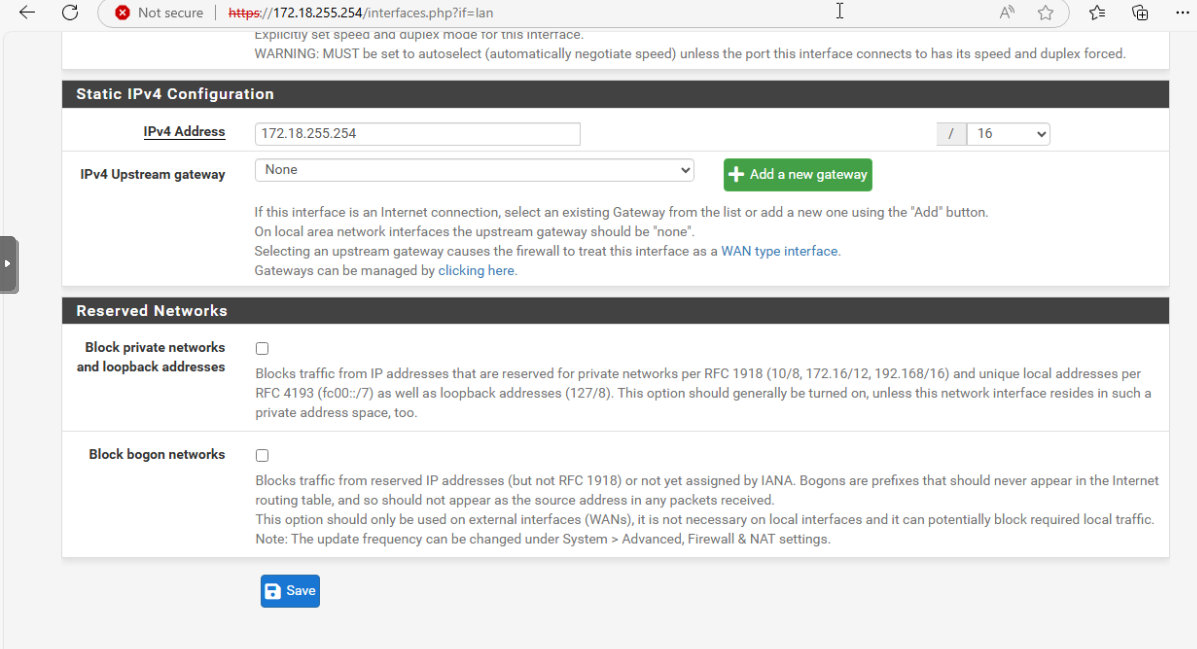 Not secure https://172.18.255.254/interfaces.php?if=lan
Explicitly set speed and duplex mode for this interface.
WARNING: MUST be set to autoselect (automatically negotiate speed) unless the port this interface connects to has its speed and duplex forced.
Static IPv4 Configuration
IPv4 Address 172.18.255.254 / 16
IPv4 Upstream gateway None Add a new gateway
If this interface is an Internet connection, select an existing Gateway from the list or add a new one using the "Add" button.
On local area network interfaces the upstream gateway should be "none".
Selecting an upstream gateway causes the firewall to treat this interface as a WAN type interface.
Gateways can be managed by clicking here.
Reserved Networks
Block private networks
and loopback addresses
Blocks traffic from IP addresses that are reserved for private networks per RFC 1918 (10/8, 172.16/12, 192.168/16) and unique local addresses per
RFC 4193 (fc00::/7) as well as loopback addresses (127/8). This option should generally be turned on, unless this network interface resides in such a
private address space, too.
Block bogon networks
Blocks traffic from reserved IP addresses (but not RFC 1918) or not yet assigned by IANA. Bogons are prefixes that should never appear in the Internet
routing table, and so should not appear as the source address in any packets received.
This option should only be used on external interfaces (WANs), it is not necessary on local interfaces and it can potentially block required local traffic.
Note: The update frequency can be changed under System > Advanced, Firewall & NAT settings.
Save